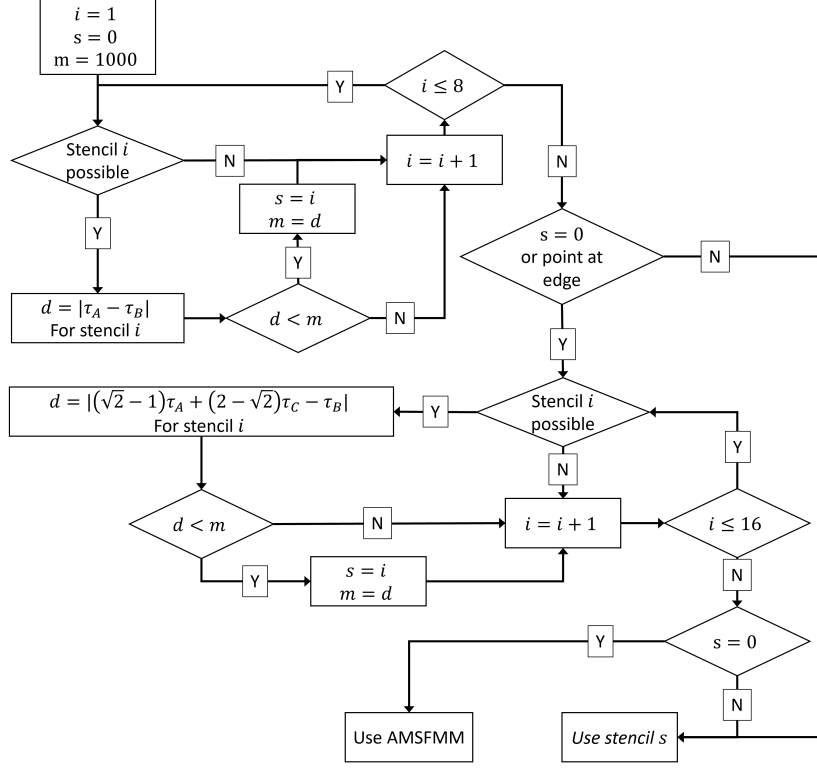 i = 1
s = 0
m = 1000
Y
i ≤ 8
Stencil i
possible
N
i = i + 1
N
s = i
m = d
Y
Y
s = 0
or point at
edge
N
d = |τ_A − τ_B|
For stencil i
d < m
N
Y
d = |(√2 − 1)τ_A + (2 − √2)τ_C − τ_B|
For stencil i
Y
Stencil i
possible
Y
N
d < m
N
i = i + 1
i ≤ 16
Y
s = i
m = d
N
Y
s = 0
N
Use AMSFMM
Use stencil s